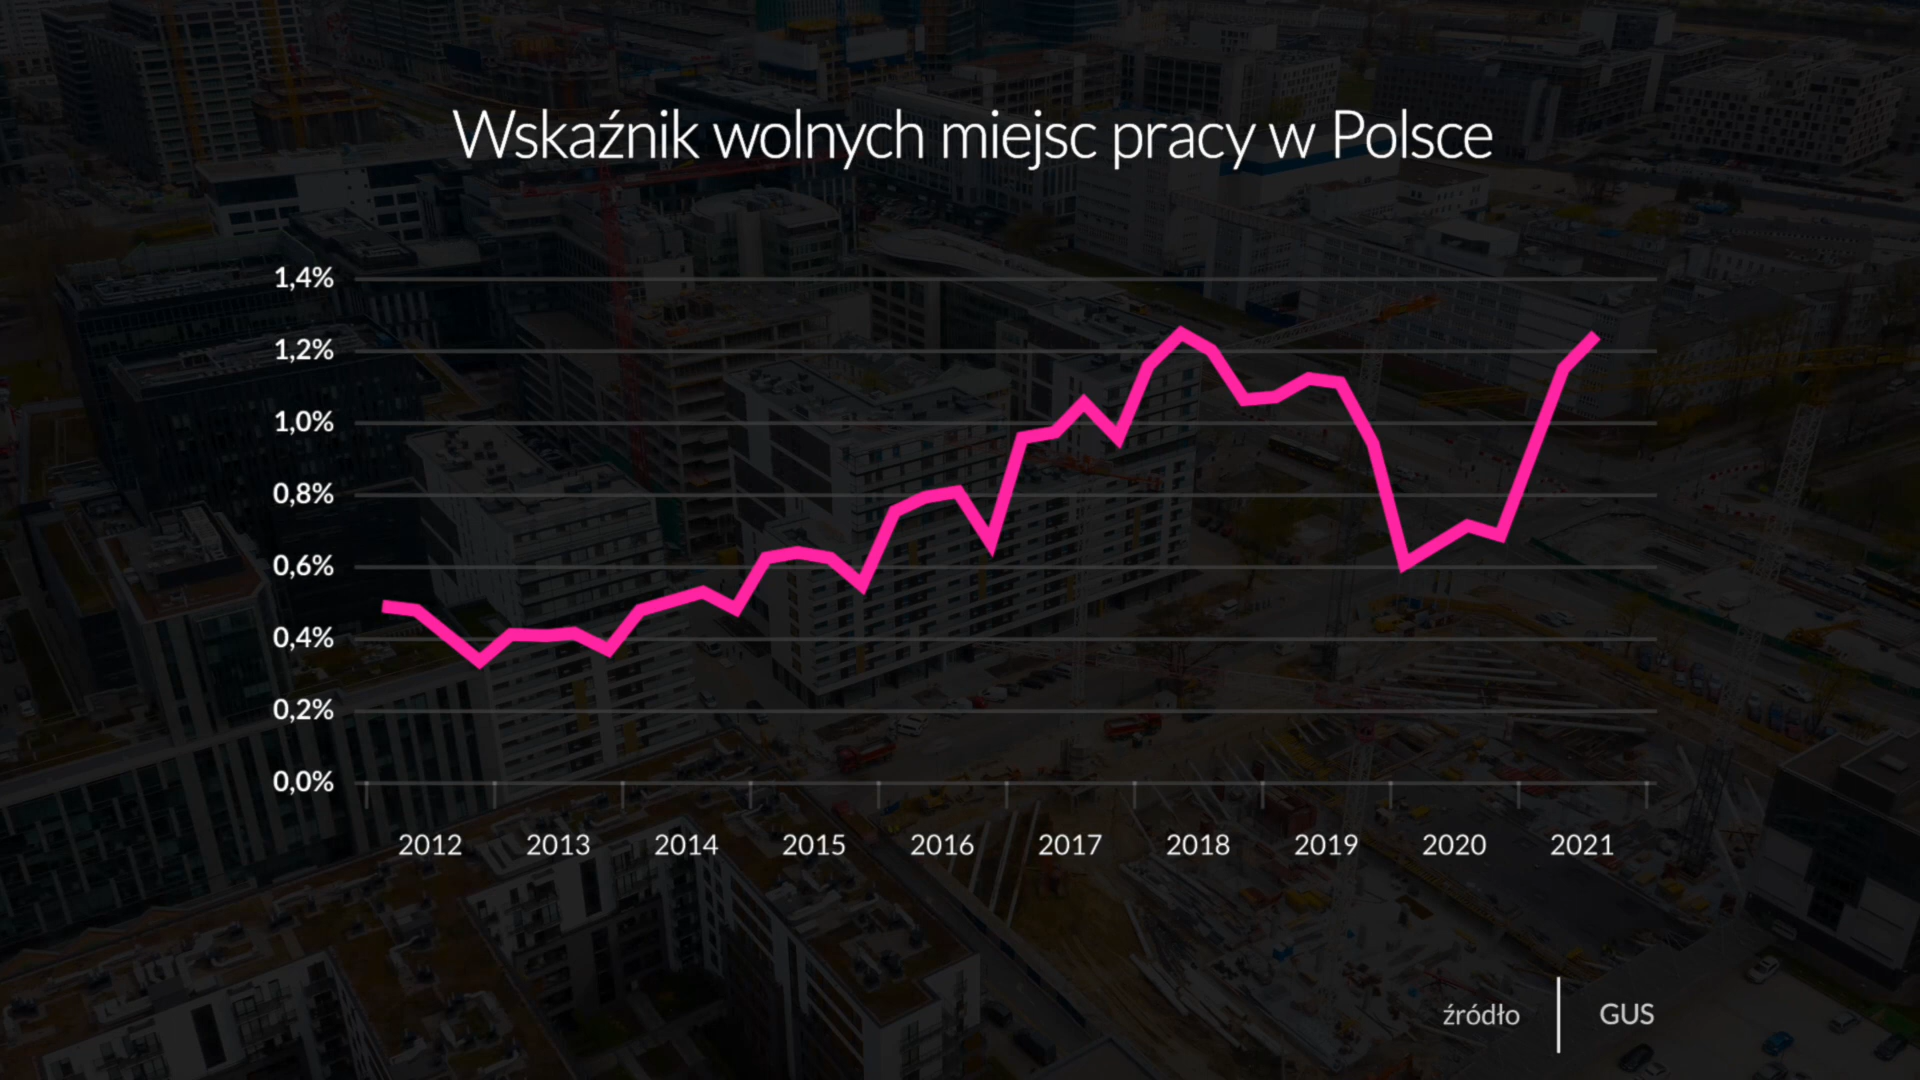 Wskaźnik wolnych miejsc pracy w Polsce
1,4%
1,2%
1,0%
0,8%
0,6%
0,4%
0,2%
0,0%
2012 2013 2014 2015 2016 2017 2018 2019 2020 2021
źródło GUS